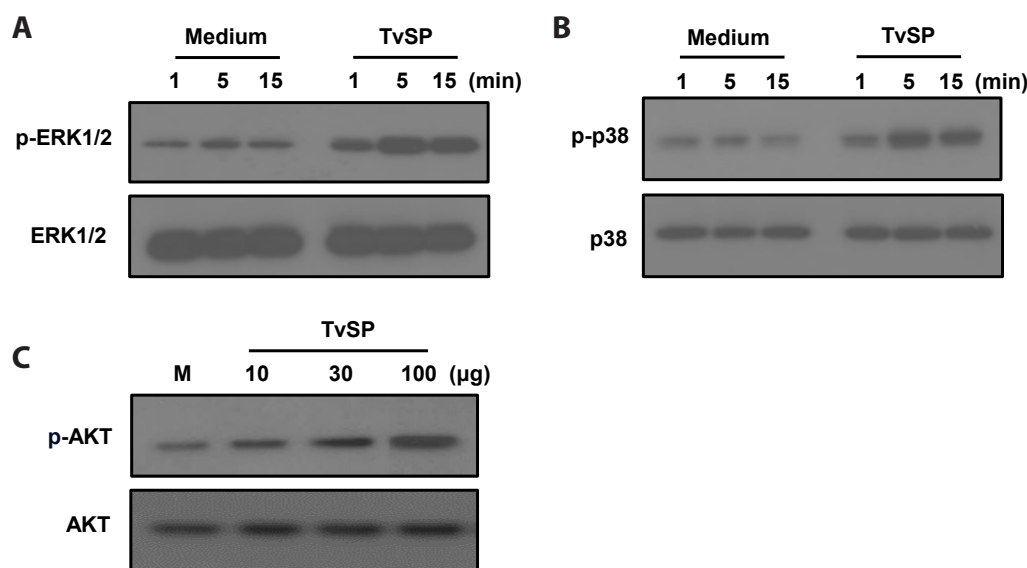 A
Medium TvSP
1 5 15 1 5 15 (min)
p-ERK1/2
ERK1/2
B
Medium TvSP
1 5 15 1 5 15 (min)
p-p38
p38
C
TvSP
M 10 30 100 (µg)
p-AKT
AKT